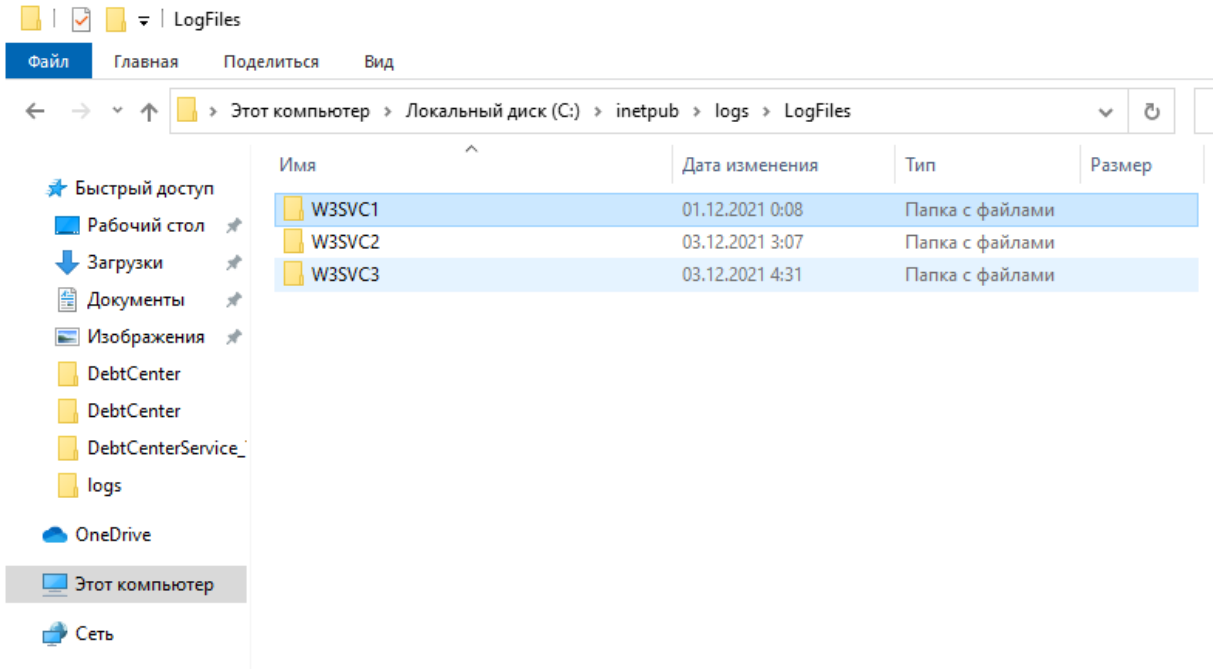 LogFiles
Файл Главная Поделиться Вид
Этот компьютер > Локальный диск (C:) > inetpub > logs > LogFiles
Имя Дата изменения Тип Размер
Быстрый доступ
Рабочий стол
Загрузки
Документы
Изображения
DebtCenter
DebtCenter
DebtCenterService_
logs
OneDrive
Этот компьютер
Сеть
W3SVC1 01.12.2021 0:08 Папка с файлами
W3SVC2 03.12.2021 3:07 Папка с файлами
W3SVC3 03.12.2021 4:31 Папка с файлами